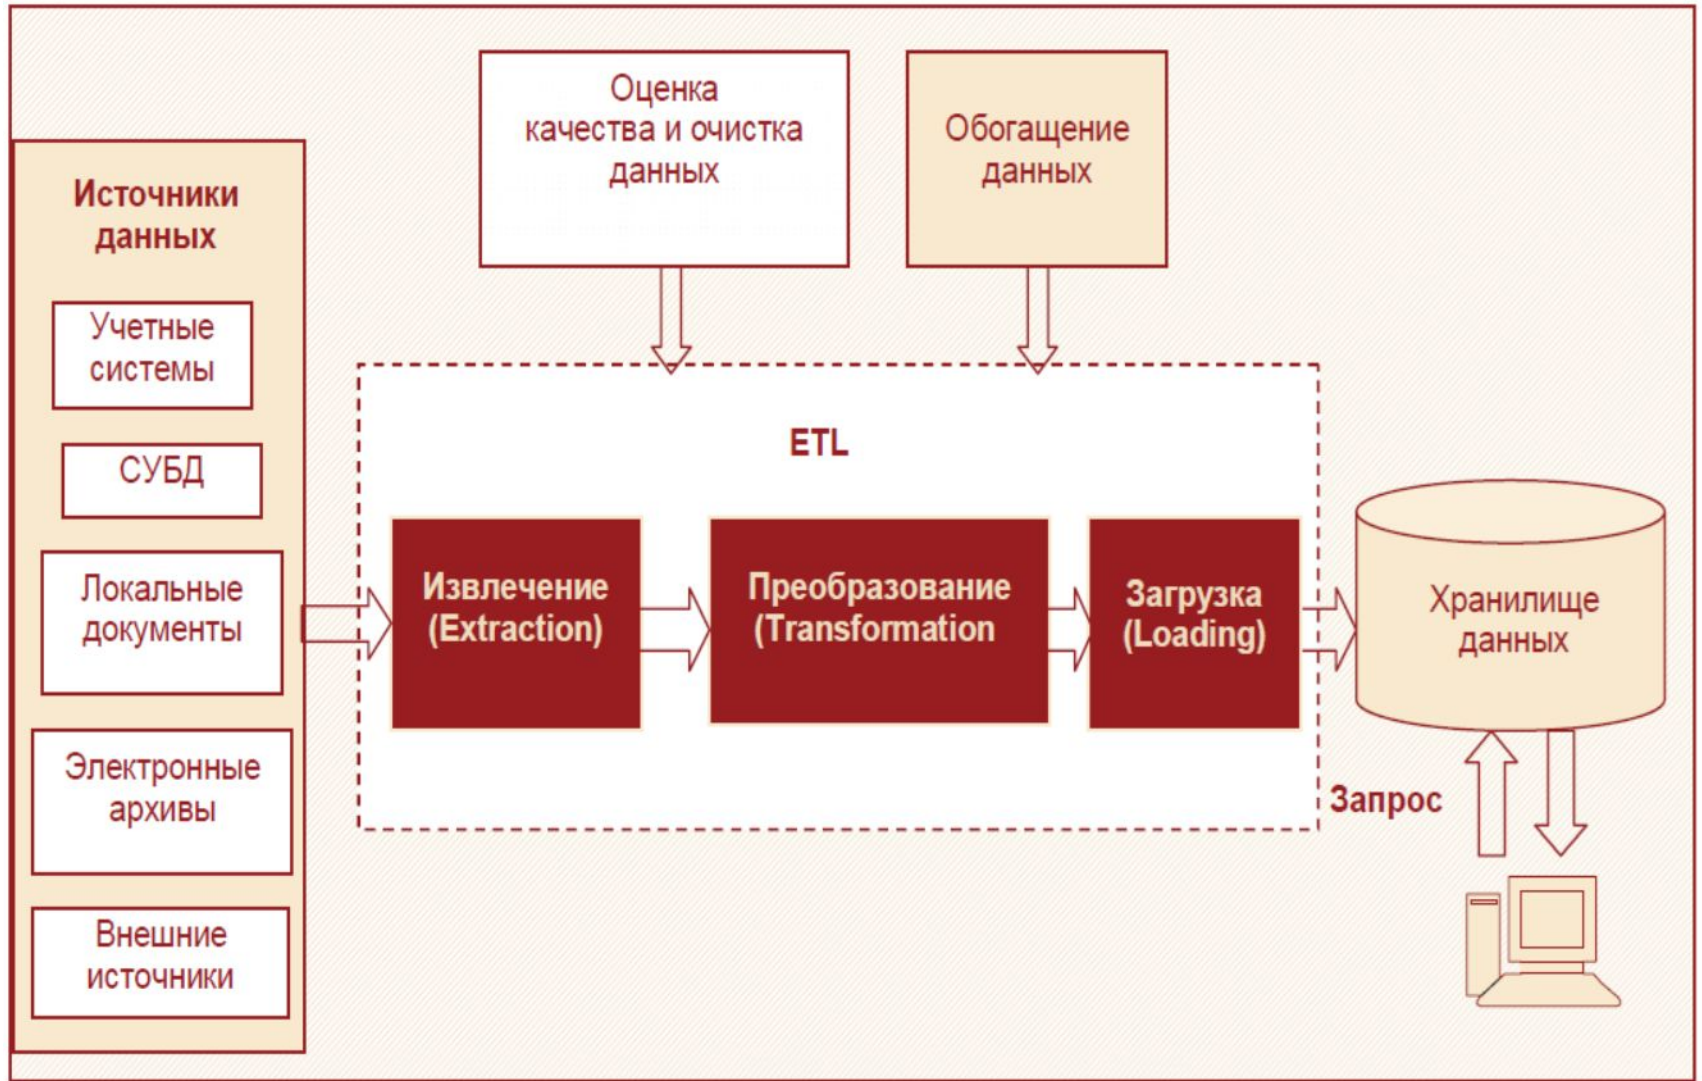 Источники
данных
Учетные
системы
СУБД
Локальные
документы
Электронные
архивы
Внешние
источники
Оценка
качества и очистка
данных
Обогащение
данных
ETL
Извлечение
(Extraction)
Преобразование
(Transformation
Загрузка
(Loading)
Хранилище
данных
Запрос